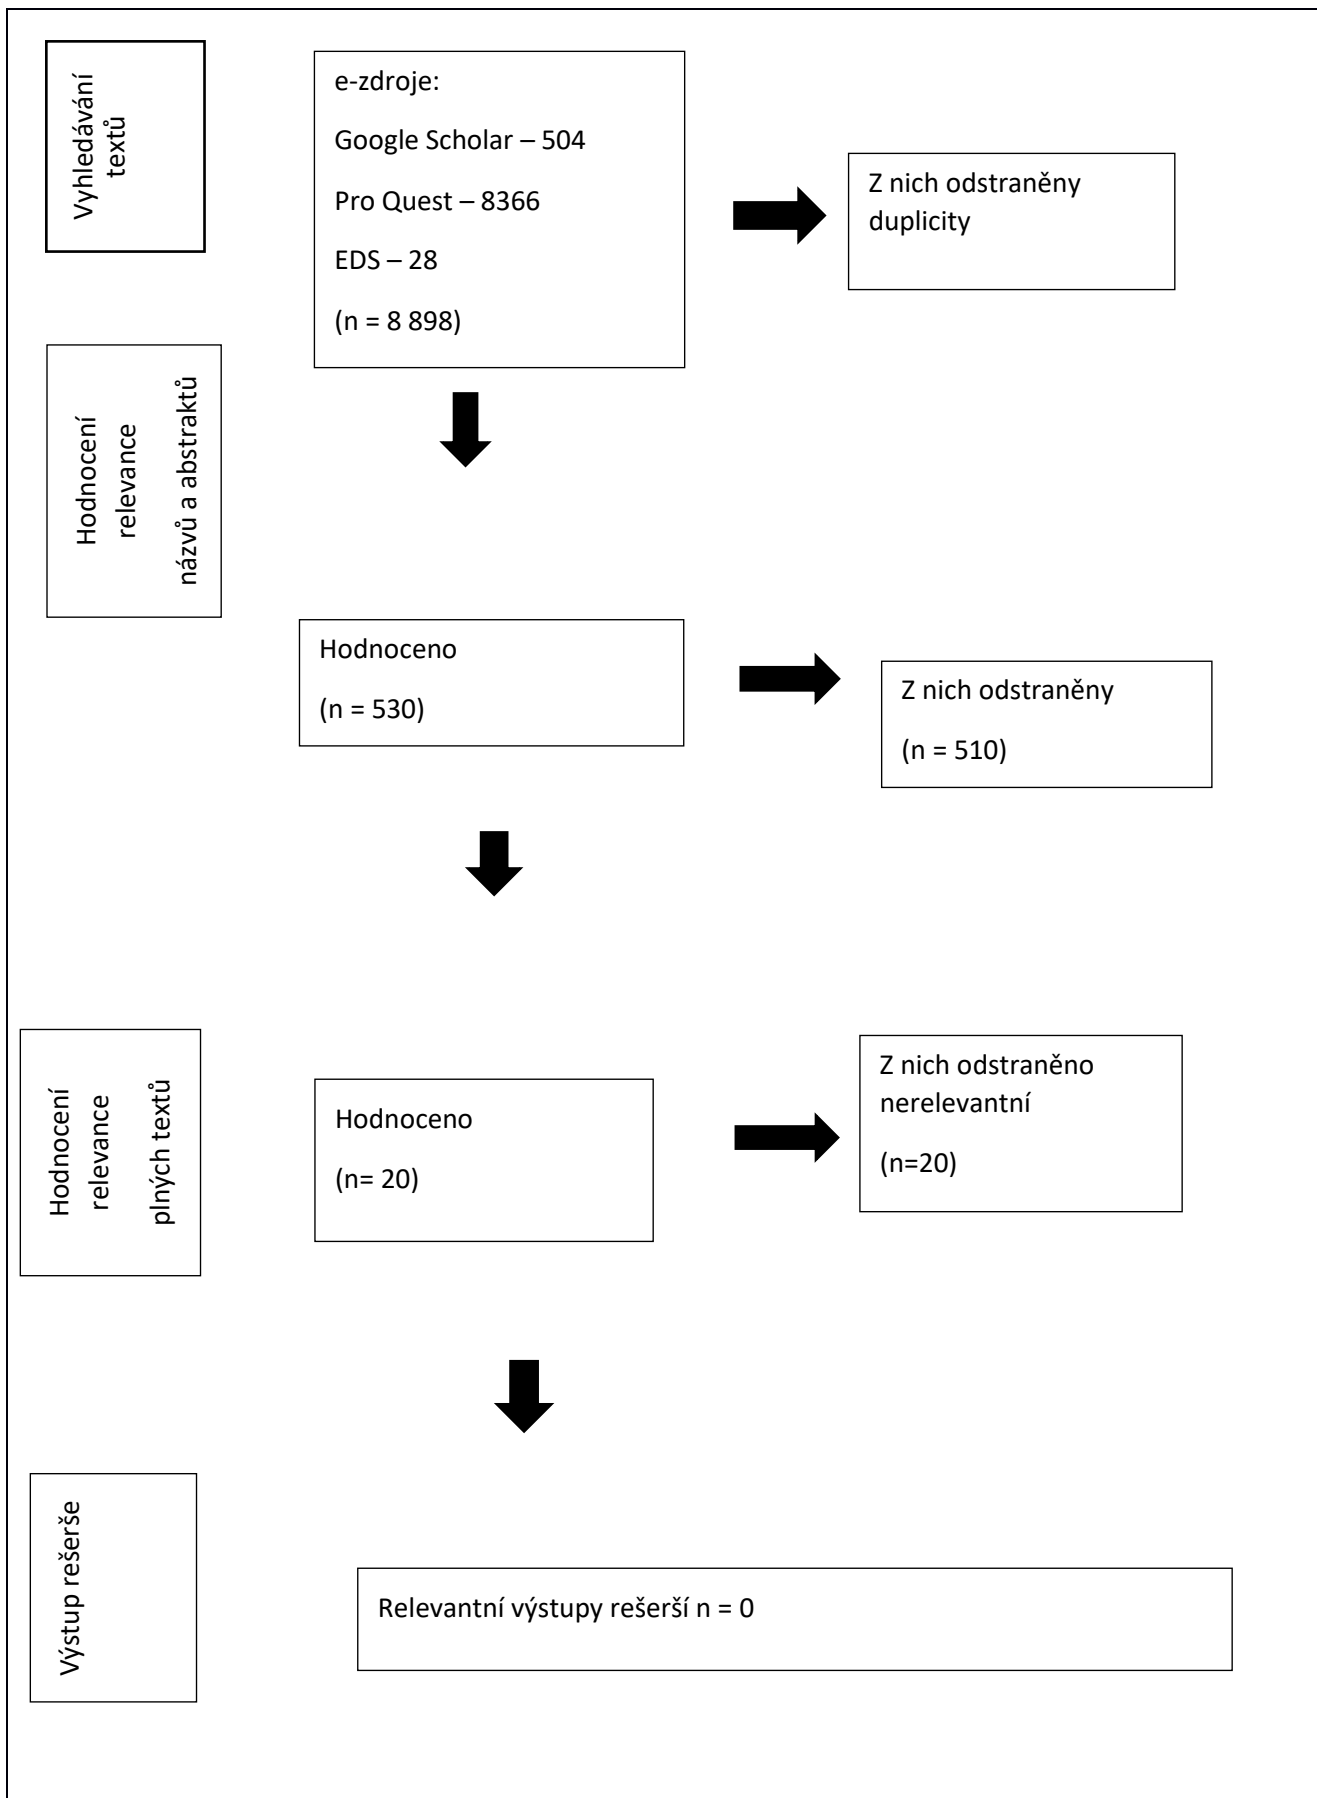 Vyhledávání
textů
e-zdroje:
Google Scholar – 504
Pro Quest – 8366
EDS – 28
(n = 8 898)
Z nich odstraněny
duplicity
Hodnocení
relevance
názvů a abstraktů
Hodnoceno
(n = 530)
Z nich odstraněny
(n = 510)
Hodnocení
relevance
plných textů
Hodnoceno
(n= 20)
Z nich odstraněno
nerelevantní
(n=20)
Výstup rešerše
Relevantní výstupy rešerší n = 0